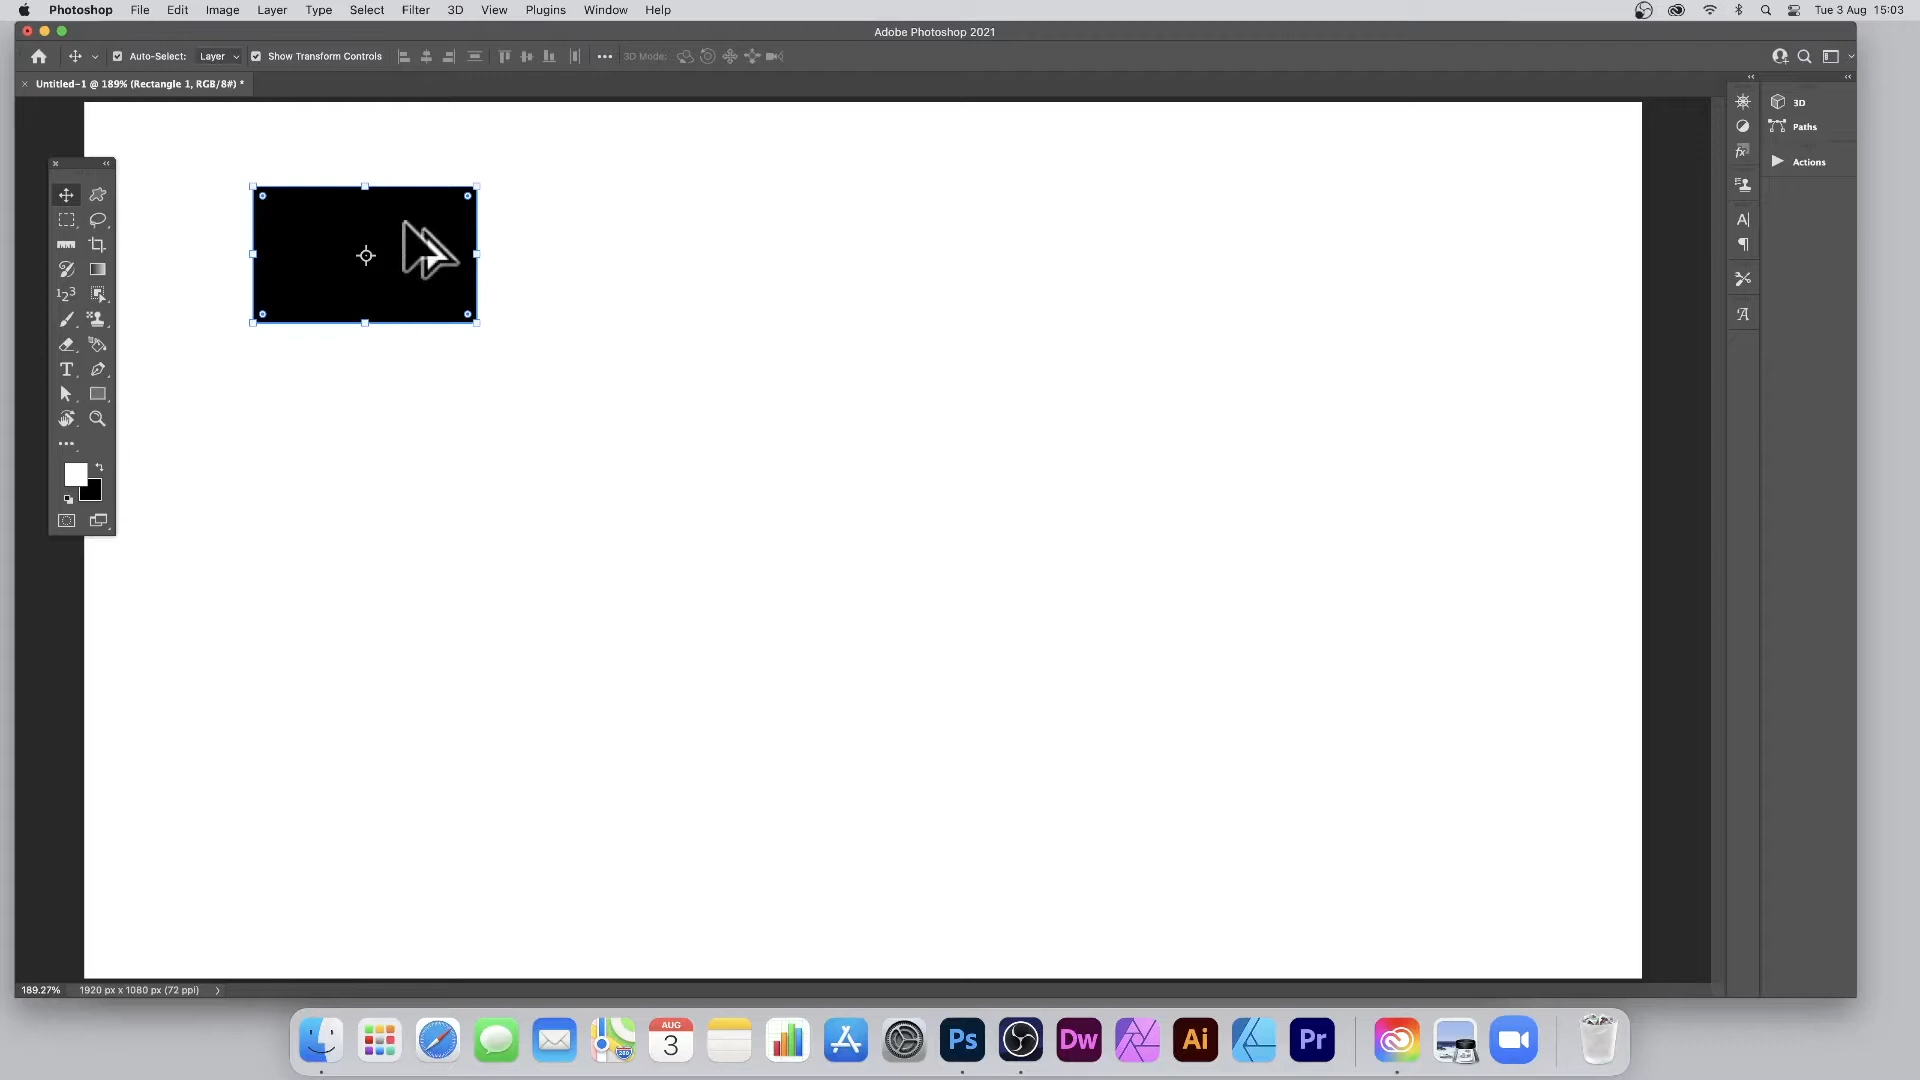 Photoshop File Edit Image Layer Type Select Filter 3D View Plugins Window Help Tue 3 Aug 15:03
Adobe Photoshop 2021
Auto-Select: Layer Show Transform Controls 3D Mode:
Untitled-1 @ 189% (Rectangle 1, RGB/8#) *
3D
Paths
Actions
189.27% 1920 px x 1080 px (72 ppi)
AUG
3
Ps
Dw
Ai
Pr